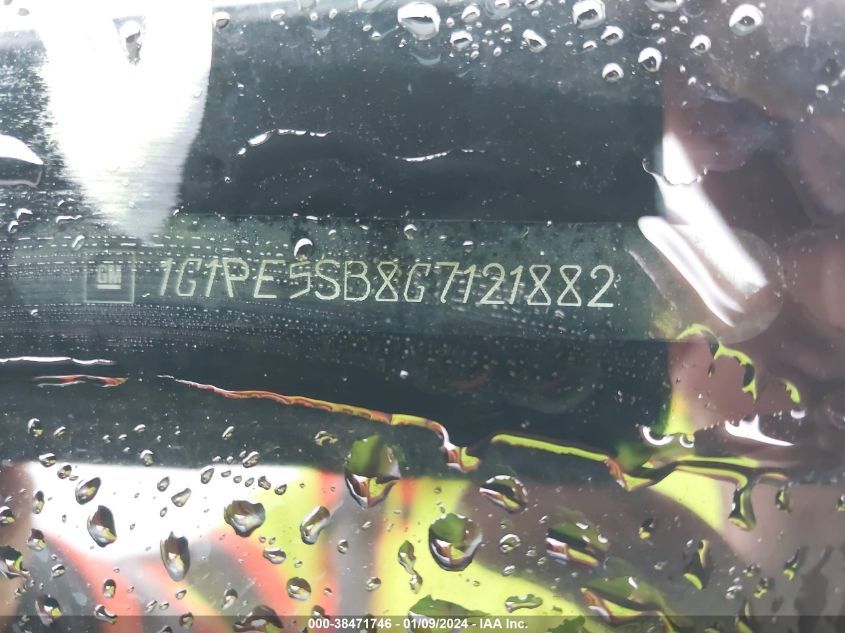 GM 1G1PE5SB8G7121882
000-38471746 - 01/09/2024 - IAA Inc.